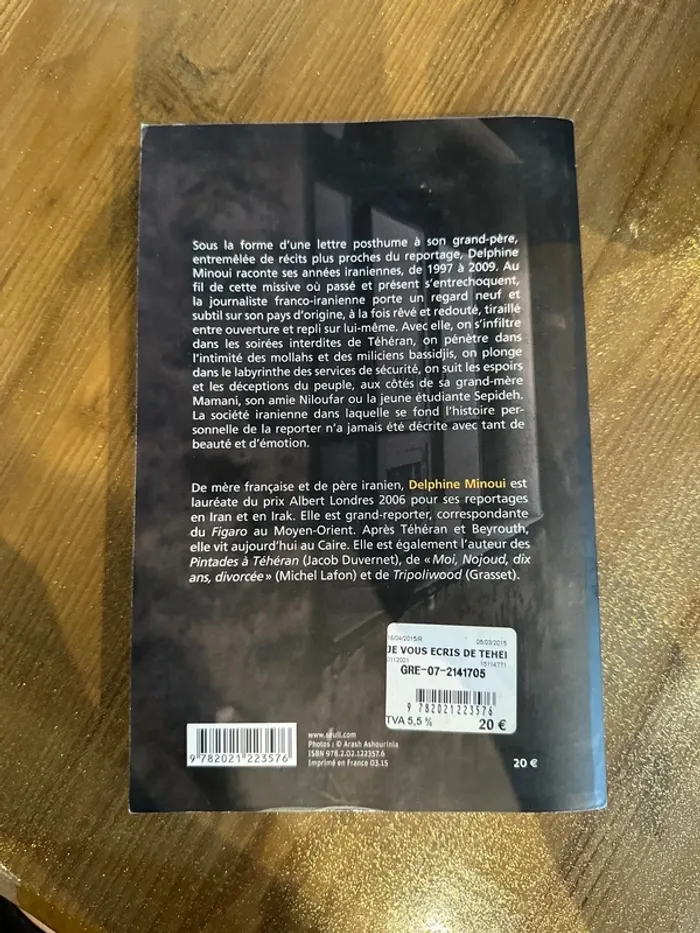 Sous la forme d'une lettre posthume à son grand-père,
entremêlée de récits plus proches du reportage, Delphine
Minoui raconte ses années iraniennes, de 1997 à 2009. Au
fil de cette missive où passé et présent s'entrechoquent,
la journaliste franco-iranienne porte un regard neuf et
subtil sur son pays d'origine, à la fois rêvé et redouté, tiraillé
entre ouverture et repli sur lui-même. Avec elle, on s'infiltre
dans les soirées interdites de Téhéran, on pénètre dans
l'intimité des mollahs et des miliciens bassidjis, on plonge
dans le labyrinthe des services de sécurité, on suit les espoirs
et les déceptions du peuple, aux côtés de sa grand-mère
Mamani, son amie Niloufar ou la jeune étudiante Sepideh.
La société iranienne dans laquelle se fond l'histoire per-
sonnelle de la reporter n'a jamais été décrite avec tant de
beauté et d'émotion.
De mère française et de père iranien, Delphine Minoui est
lauréate du prix Albert Londres 2006 pour ses reportages
en Iran et en Irak. Elle est grand-reporter, correspondante
du Figaro au Moyen-Orient. Après Téhéran et Beyrouth,
elle vit aujourd'hui au Caire. Elle est également l'auteur des
Pintades à Téhéran (Jacob Duvernet), de « Moi, Nojoud, dix
ans, divorcée » (Michel Lafon) et de Tripoliwood (Grasset).
16/04/2015/R 05/03/2015
JE VOUS ECRIS DE TEHE
0112003 15114771
GRE-07-2141705
9 782021 223576
TVA 5,5 % 20 €
9 782021 223576
www.seuil.com
Photos : © Arash Ashourinia
ISBN 978.2.02.122357.6
Imprimé en France 03.15
20 €